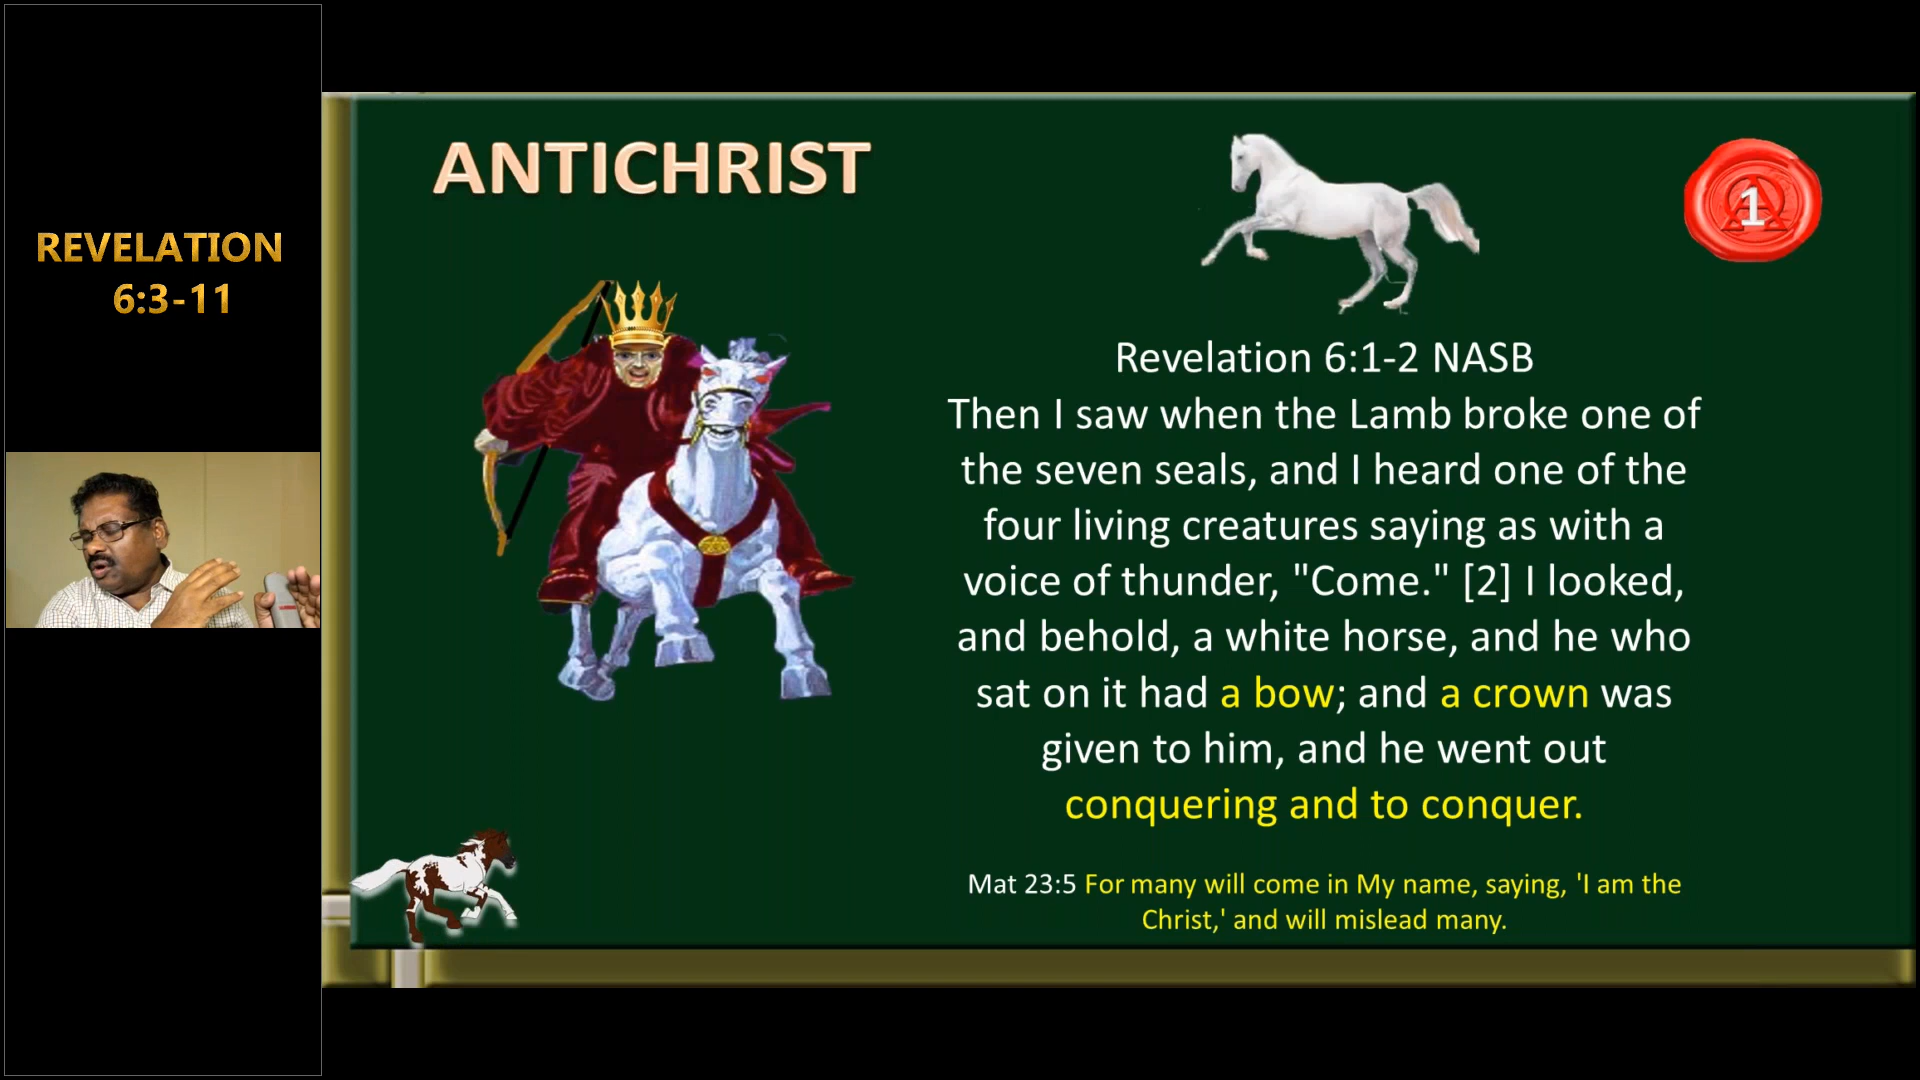 REVELATION
6:3-11
ANTICHRIST
1
Revelation 6:1-2 NASB
Then I saw when the Lamb broke one of
the seven seals, and I heard one of the
four living creatures saying as with a
voice of thunder, "Come." [2] I looked,
and behold, a white horse, and he who
sat on it had a bow; and a crown was
given to him, and he went out
conquering and to conquer.
Mat 23:5 For many will come in My name, saying, 'I am the
Christ,' and will mislead many.